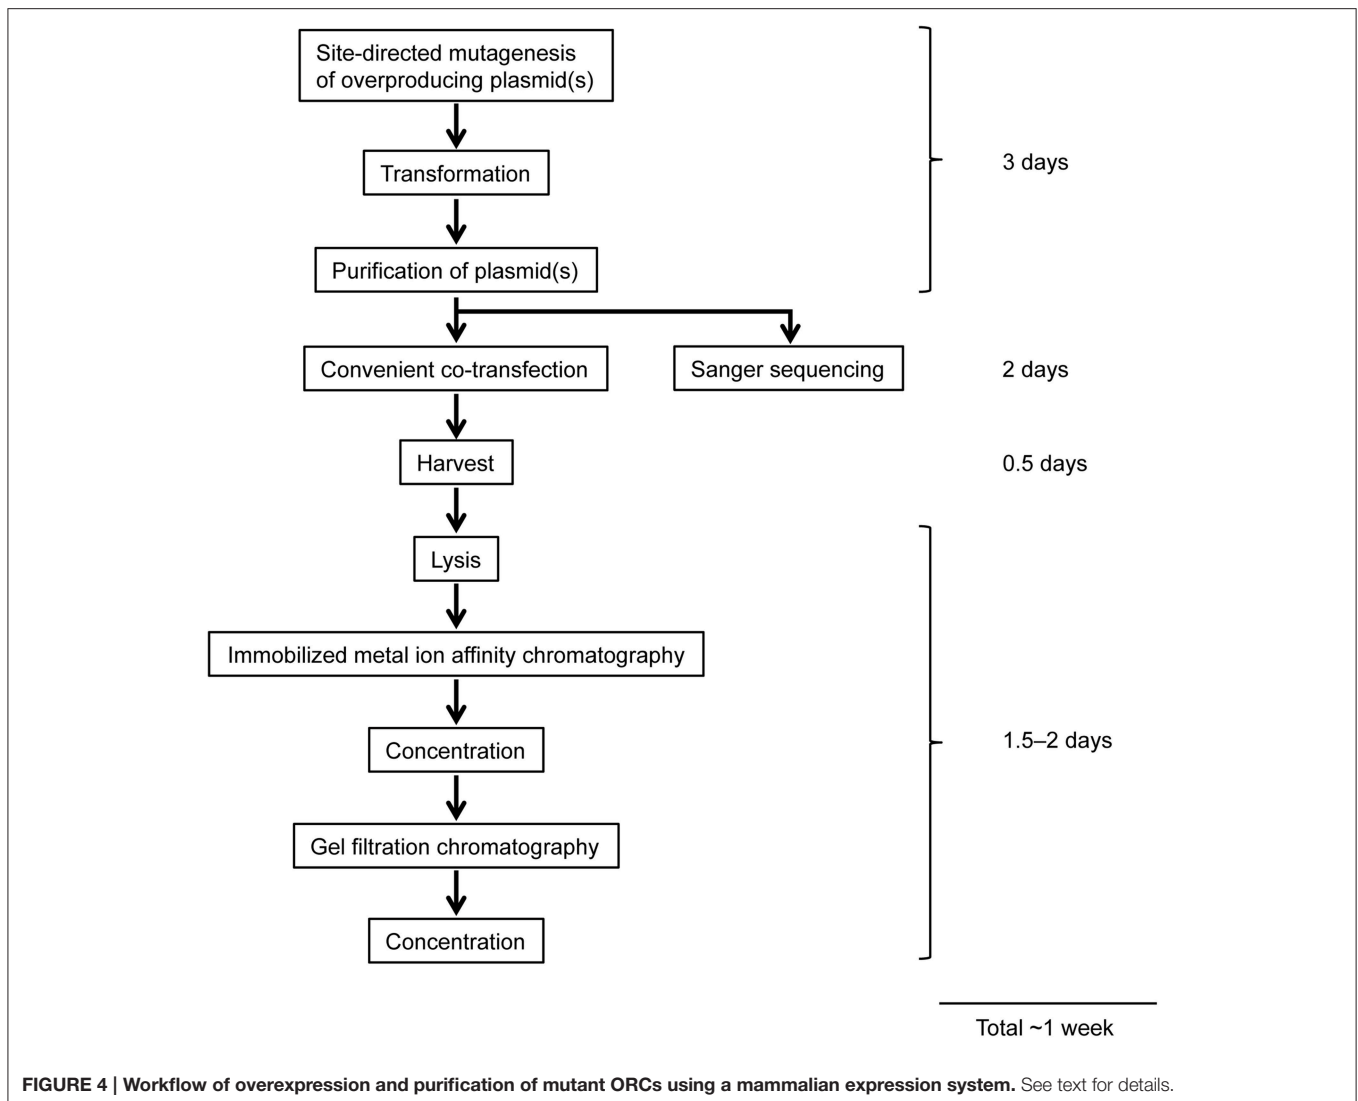 Site-directed mutagenesis
of overproducing plasmid(s)
Transformation
3 days
Purification of plasmid(s)
Convenient co-transfection
Sanger sequencing
2 days
Harvest
0.5 days
Lysis
Immobilized metal ion affinity chromatography
Concentration
1.5–2 days
Gel filtration chromatography
Concentration
Total ~1 week
FIGURE 4 | Workflow of overexpression and purification of mutant ORCs using a mammalian expression system. See text for details.